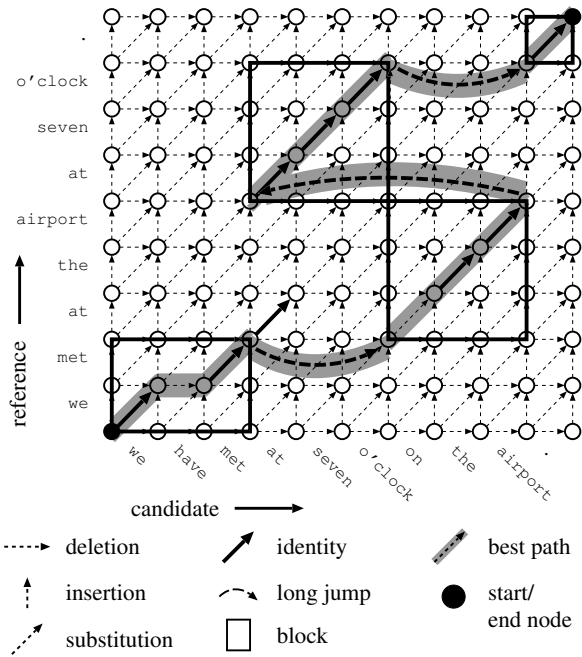 .
o'clock
seven
at
airport
the
at
met
we
reference
we have met at seven o'clock on the airport .
candidate
deletion identity best path
insertion long jump start/
end node
substitution block